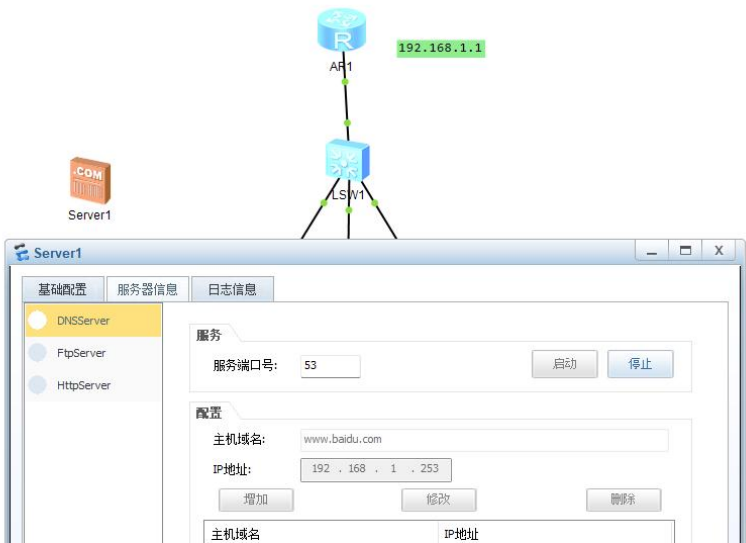 R
192.168.1.1
AR1
.COM
LSW1
Server1
Server1
基础配置 服务器信息 日志信息
DNSServer
FtpServer
HttpServer
服务
服务端口号: 53 启动 停止
配置
主机域名: www.baidu.com
IP地址: 192 . 168 . 1 . 253
增加 修改 删除
主机域名 IP地址